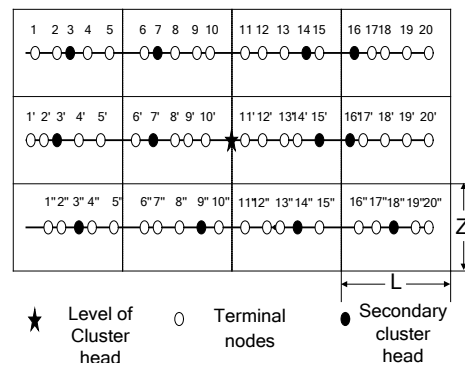 1 2 3 4 5 6 7 8 9 10 11 12 13 14 15 16 17 18 19 20
1' 2' 3' 4' 5' 6' 7' 8' 9' 10' 11' 12' 13' 14' 15' 16' 17' 18' 19' 20'
1" 2" 3" 4" 5" 6" 7" 8" 9" 10" 11" 12" 13" 14" 15" 16" 17" 18" 19" 20"
Z
L
Level of
Cluster
head
Terminal
nodes
Secondary
cluster
head